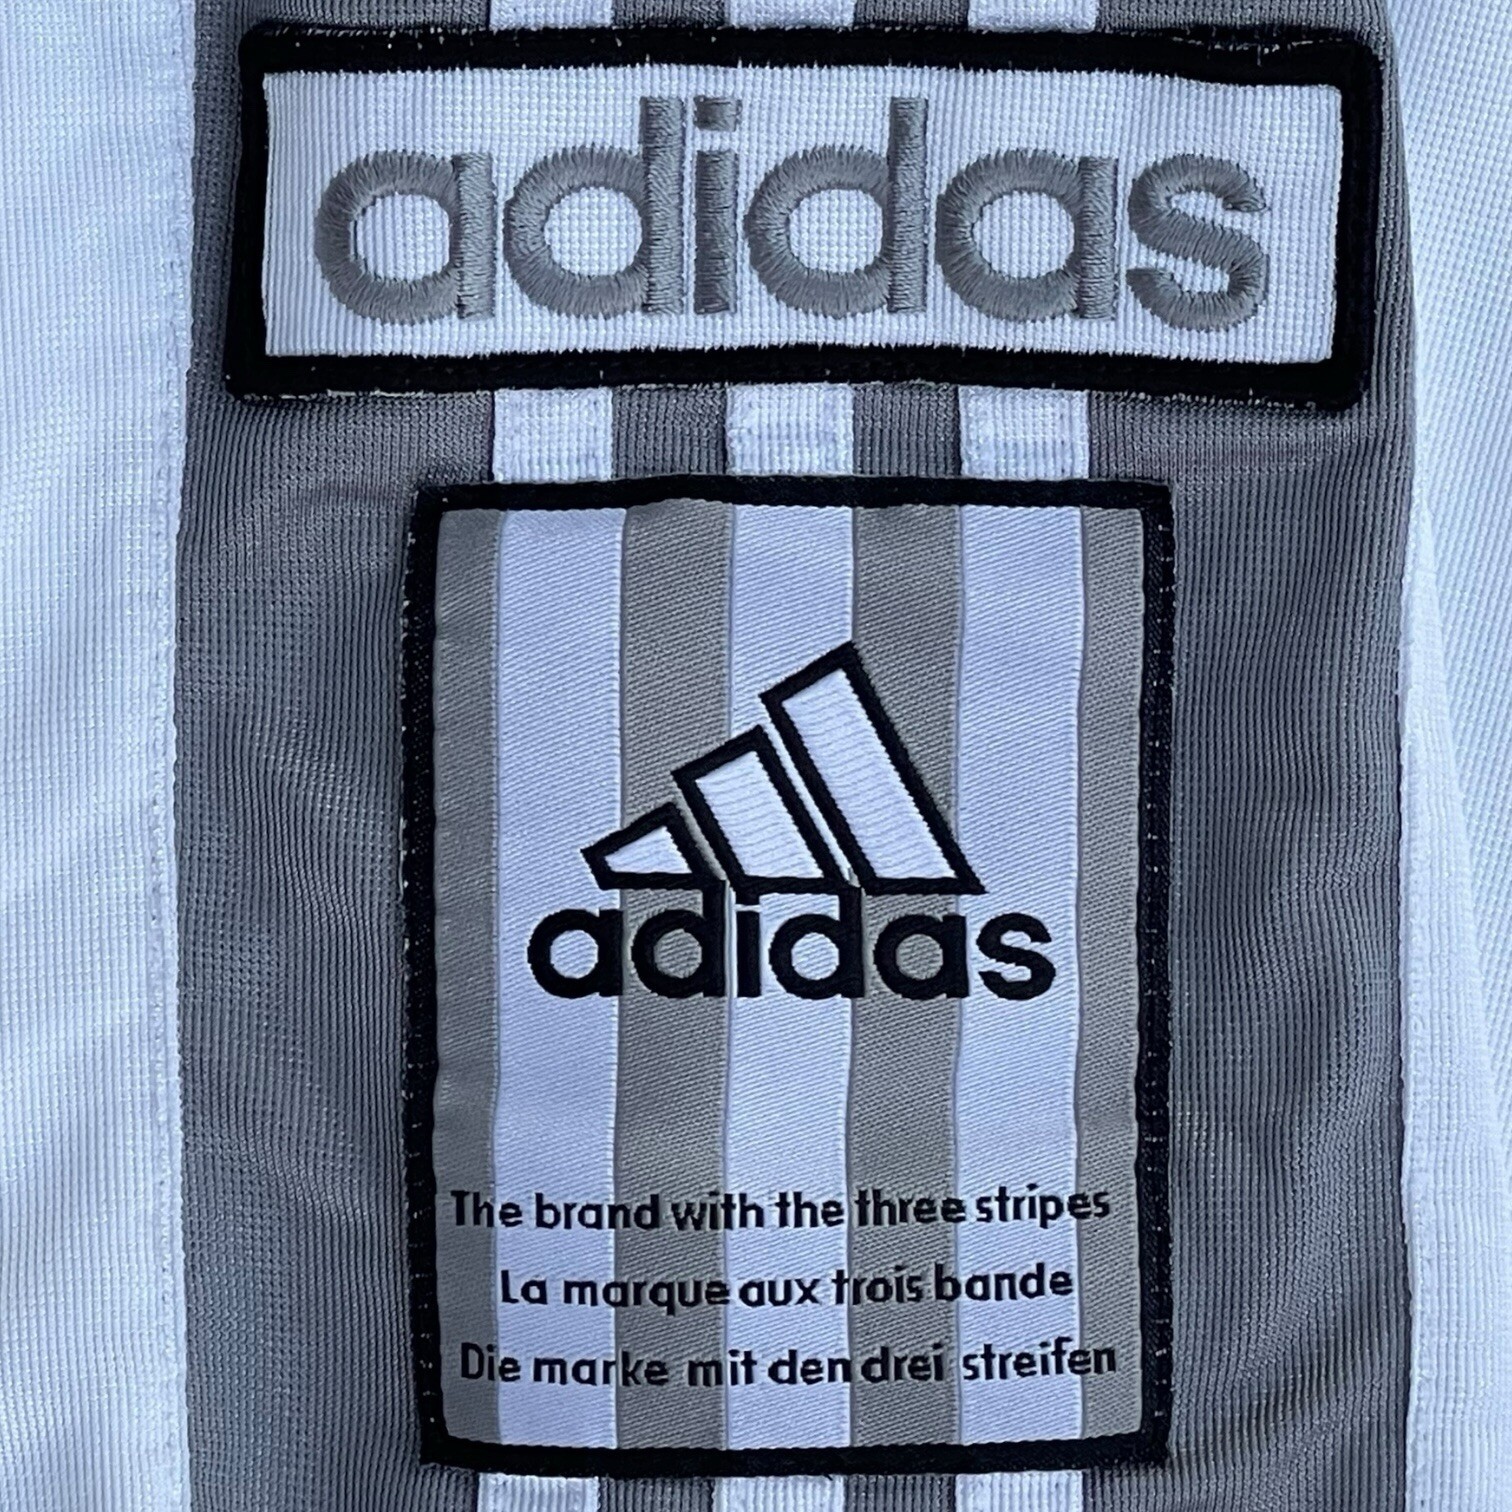 adidas
adidas
The brand with the three stripes
La marque aux trois bande
Die marke mit den drei streifen